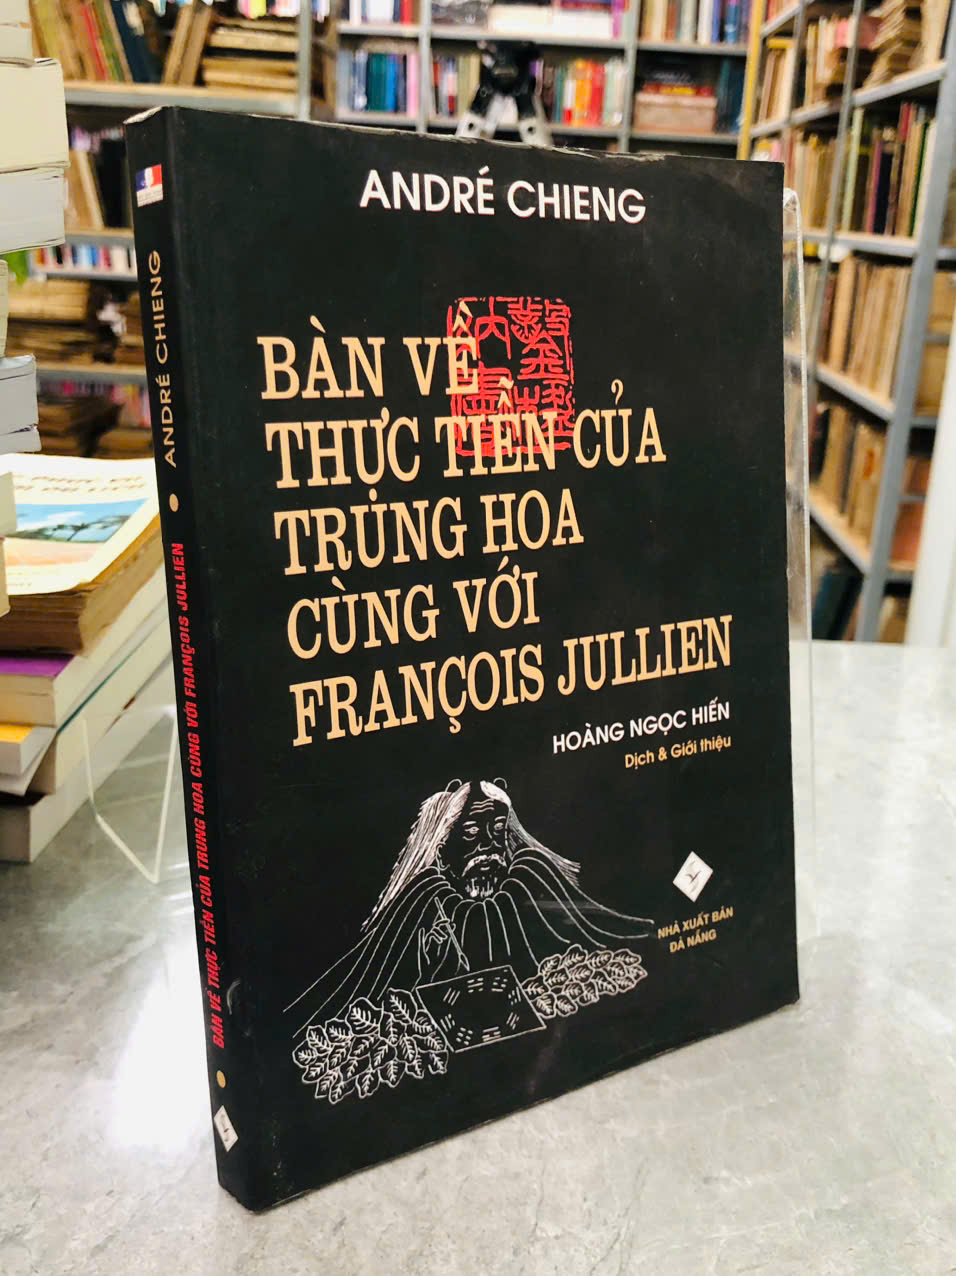 ANDRÉ CHIENG
BÀN VỀ
THỰC TIỄN CỦA
TRUNG HOA
CÙNG VỚI
FRANÇOIS JULLIEN
HOÀNG NGỌC HIẾN
Dịch & Giới thiệu
NHÀ XUẤT BẢN
ĐÀ NẴNG
ANDRÉ CHIENG • BÀN VỀ THỰC TIỄN CỦA TRUNG HOA CÙNG VỚI FRANÇOIS JULLIEN •